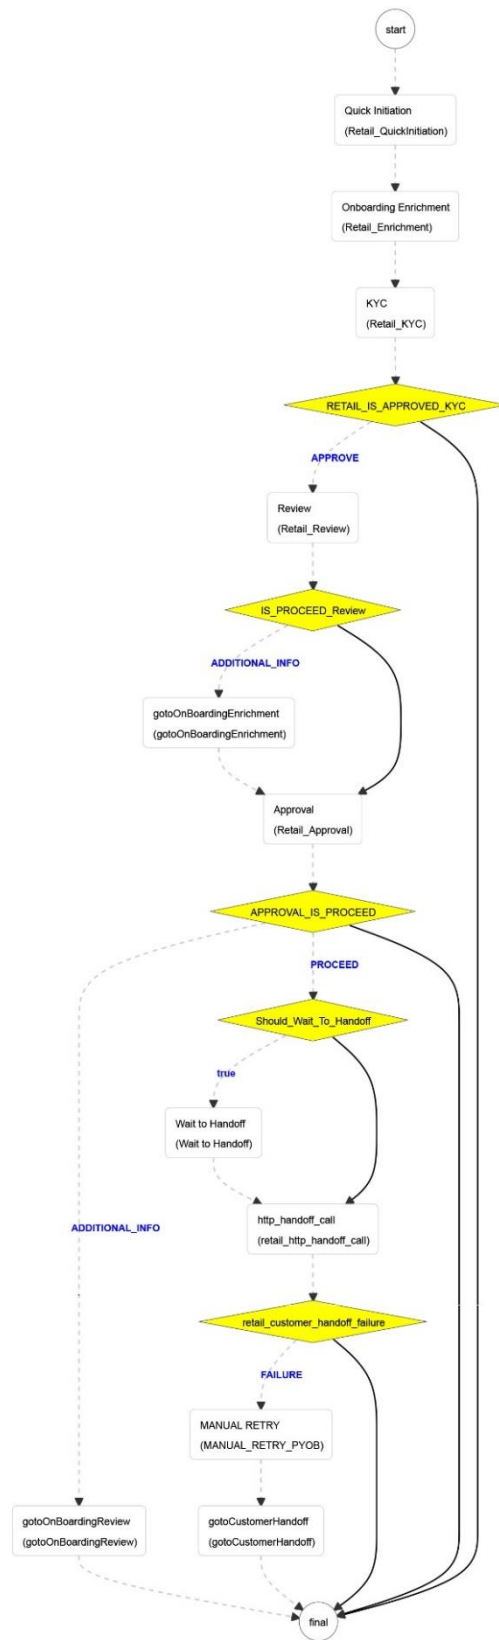 start
Quick Initiation
(Retail_QuickInitiation)
Onboarding Enrichment
(Retail_Enrichment)
KYC
(Retail_KYC)
RETAIL_IS_APPROVED_KYC
APPROVE
Review
(Retail_Review)
IS_PROCEED_Review
ADDITIONAL_INFO
gotoOnBoardingEnrichment
(gotoOnBoardingEnrichment)
Approval
(Retail_Approval)
APPROVAL_IS_PROCEED
PROCEED
Should_Wait_To_Handoff
true
Wait to Handoff
(Wait to Handoff)
http_handoff_call
(retail_http_handoff_call)
ADDITIONAL_INFO
retail_customer_handoff_failure
FAILURE
MANUAL RETRY
(MANUAL_RETRY_PYOB)
gotoOnBoardingReview
(gotoOnBoardingReview)
gotoCustomerHandoff
(gotoCustomerHandoff)
final